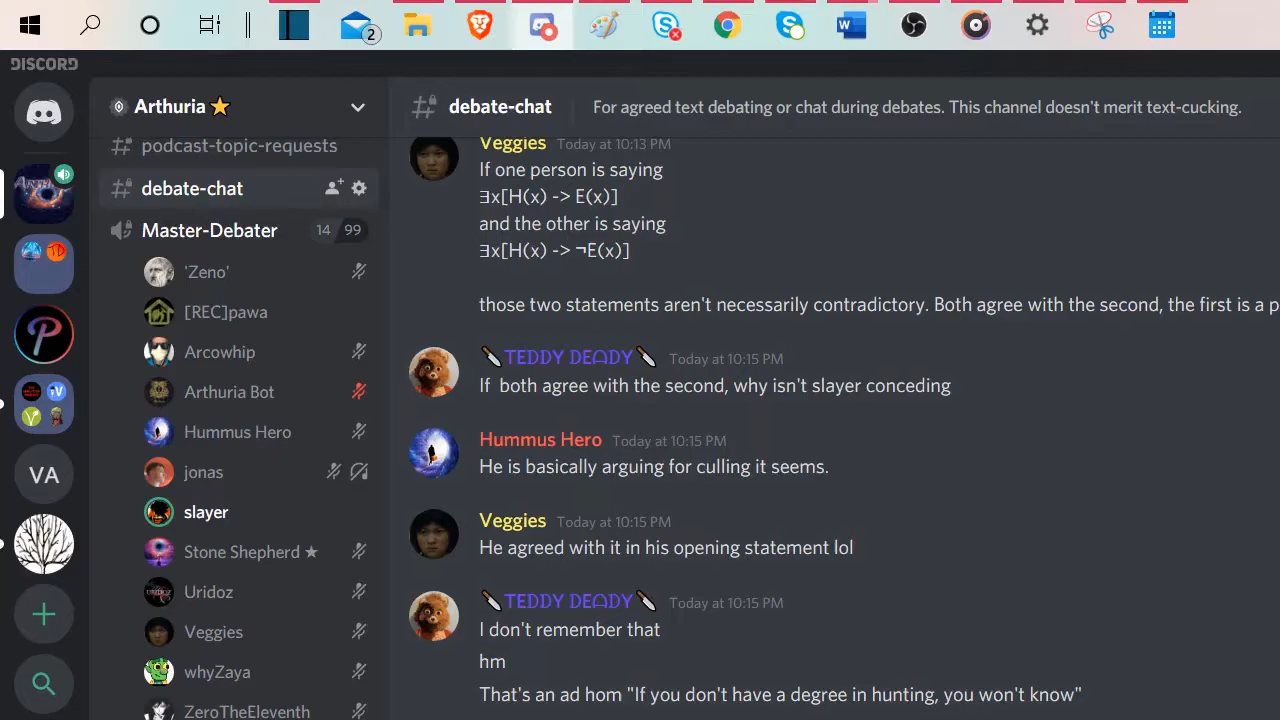 2
DISCORD
Arthuria
podcast-topic-requests
debate-chat
Master-Debater 14 99
'Zeno'
[REC]pawa
Arcowhip
Arthuria Bot
Hummus Hero
jonas
slayer
Stone Shepherd ★
Uridoz
Veggies
whyZaya
ZeroTheEleventh
VA
debate-chat For agreed text debating or chat during debates. This channel doesn't merit text-cucking.
Veggies Today at 10:13 PM
If one person is saying
∃x[H(x) -> E(x)]
and the other is saying
∃x[H(x) -> ¬E(x)]
those two statements aren't necessarily contradictory. Both agree with the second, the first is a p
🔪TEDDY DEADY🔪 Today at 10:15 PM
If both agree with the second, why isn't slayer conceding
Hummus Hero Today at 10:15 PM
He is basically arguing for culling it seems.
Veggies Today at 10:15 PM
He agreed with it in his opening statement lol
🔪TEDDY DEADY🔪 Today at 10:15 PM
I don't remember that
hm
That's an ad hom "If you don't have a degree in hunting, you won't know"